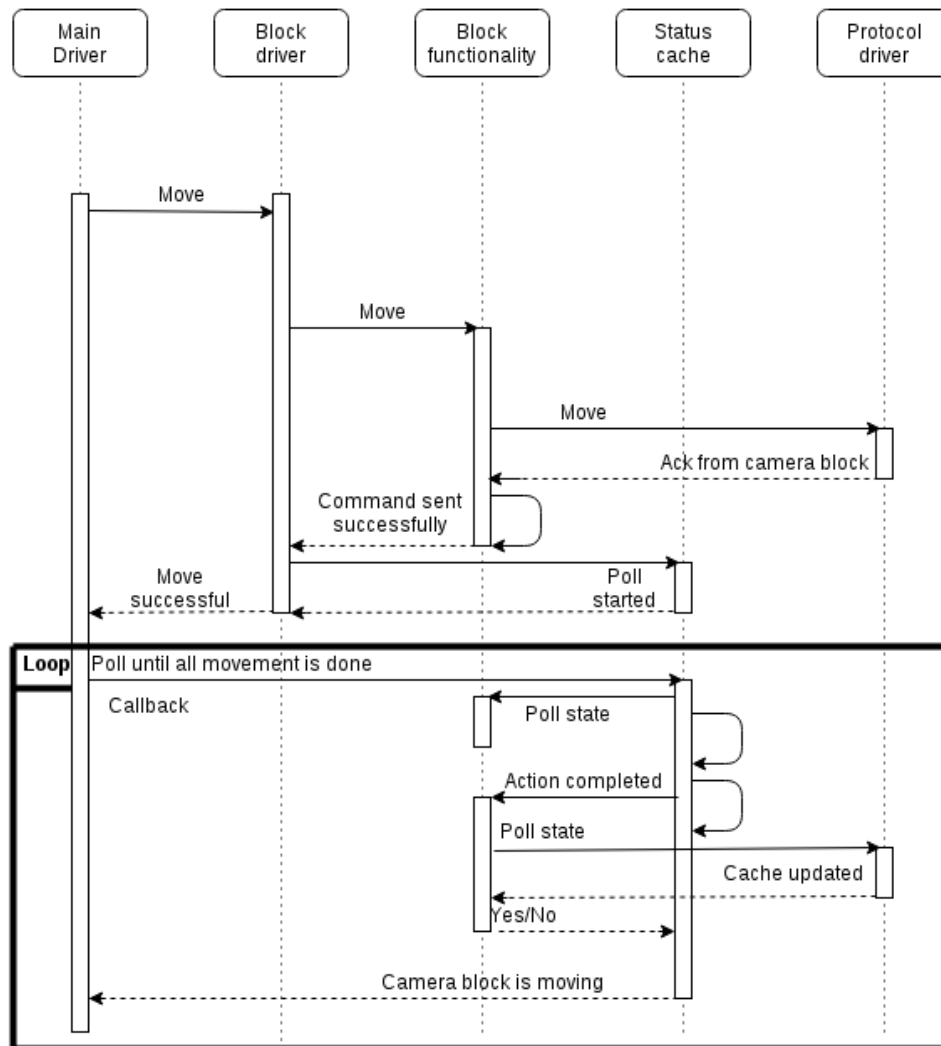 Main
Driver
Block
driver
Block
functionality
Status
cache
Protocol
driver
Move
Move
Move
Ack from camera block
Command sent
successfully
Move
successful
Poll
started
Loop
Poll until all movement is done
Callback
Poll state
Action completed
Poll state
Cache updated
Yes/No
Camera block is moving